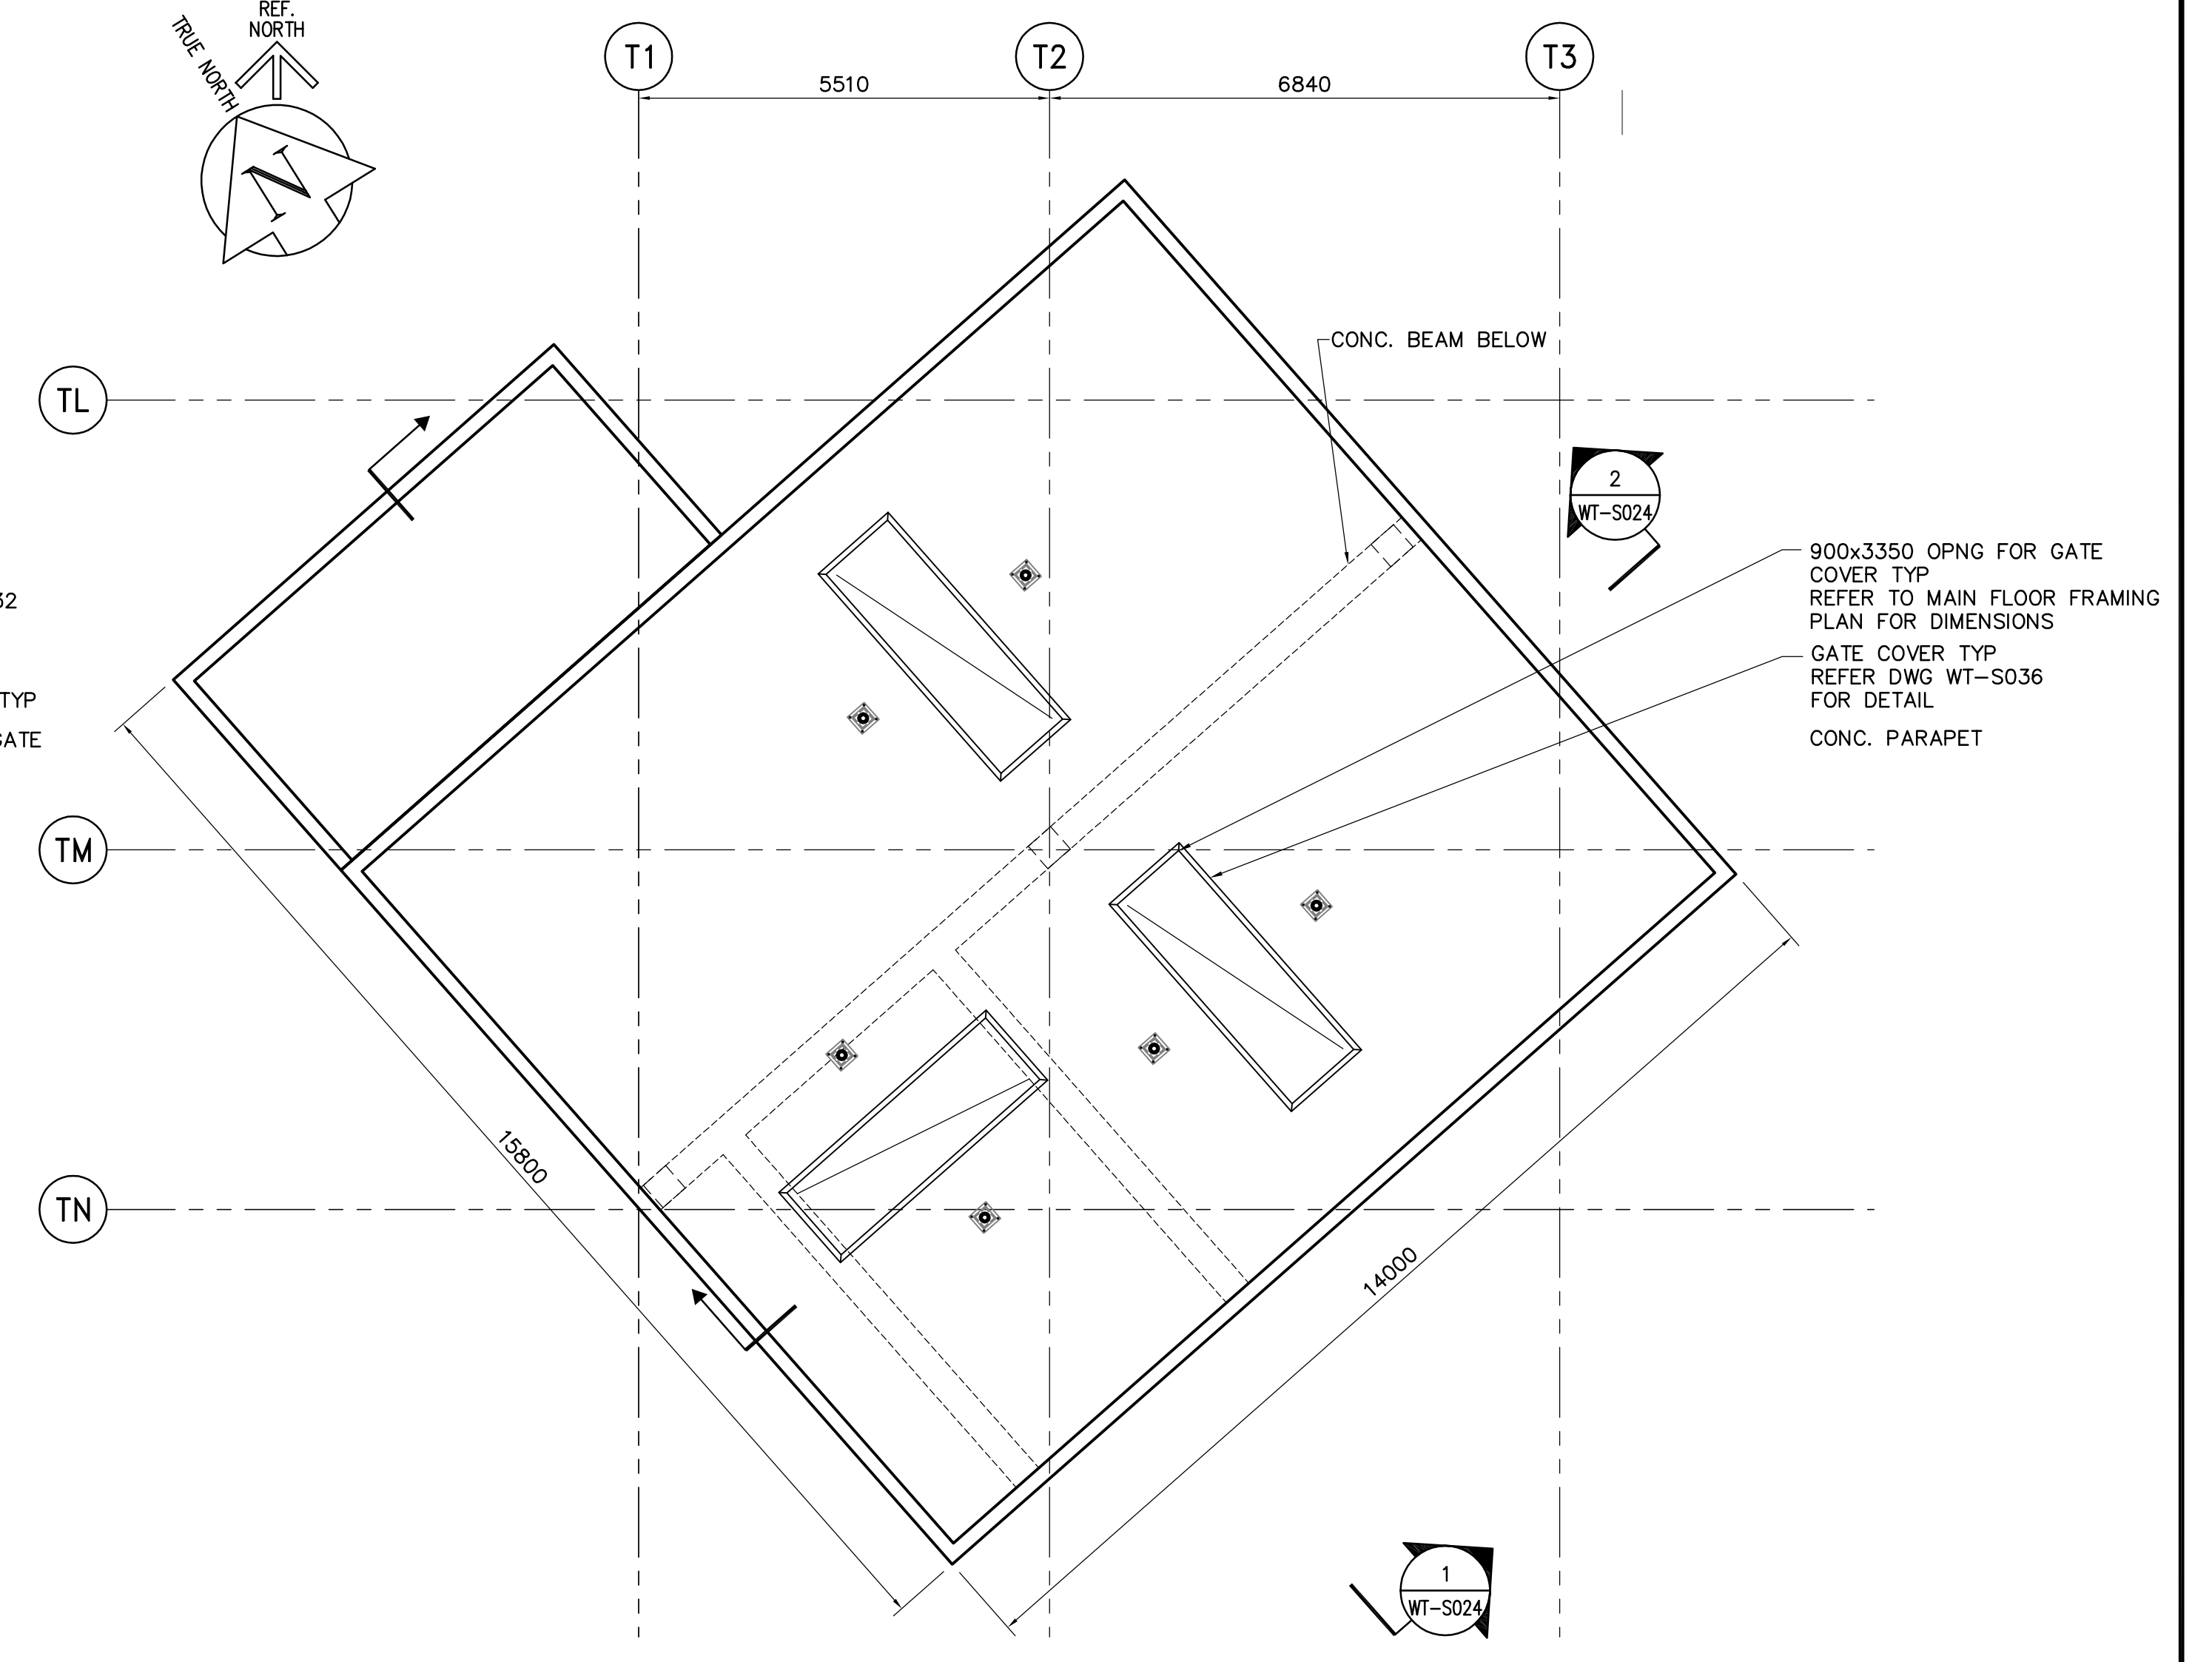 REF.
NORTH
TRUE NORTH
N
T1
T2
T3
5510
6840
TL
CONC. BEAM BELOW
2
WT-S024
900x3350 OPNG FOR GATE
COVER TYP
REFER TO MAIN FLOOR FRAMING
PLAN FOR DIMENSIONS
GATE COVER TYP
REFER DWG WT-S036
FOR DETAIL
CONC. PARAPET
32
TYP
GATE
TM
TN
15800
14000
1
WT-S024